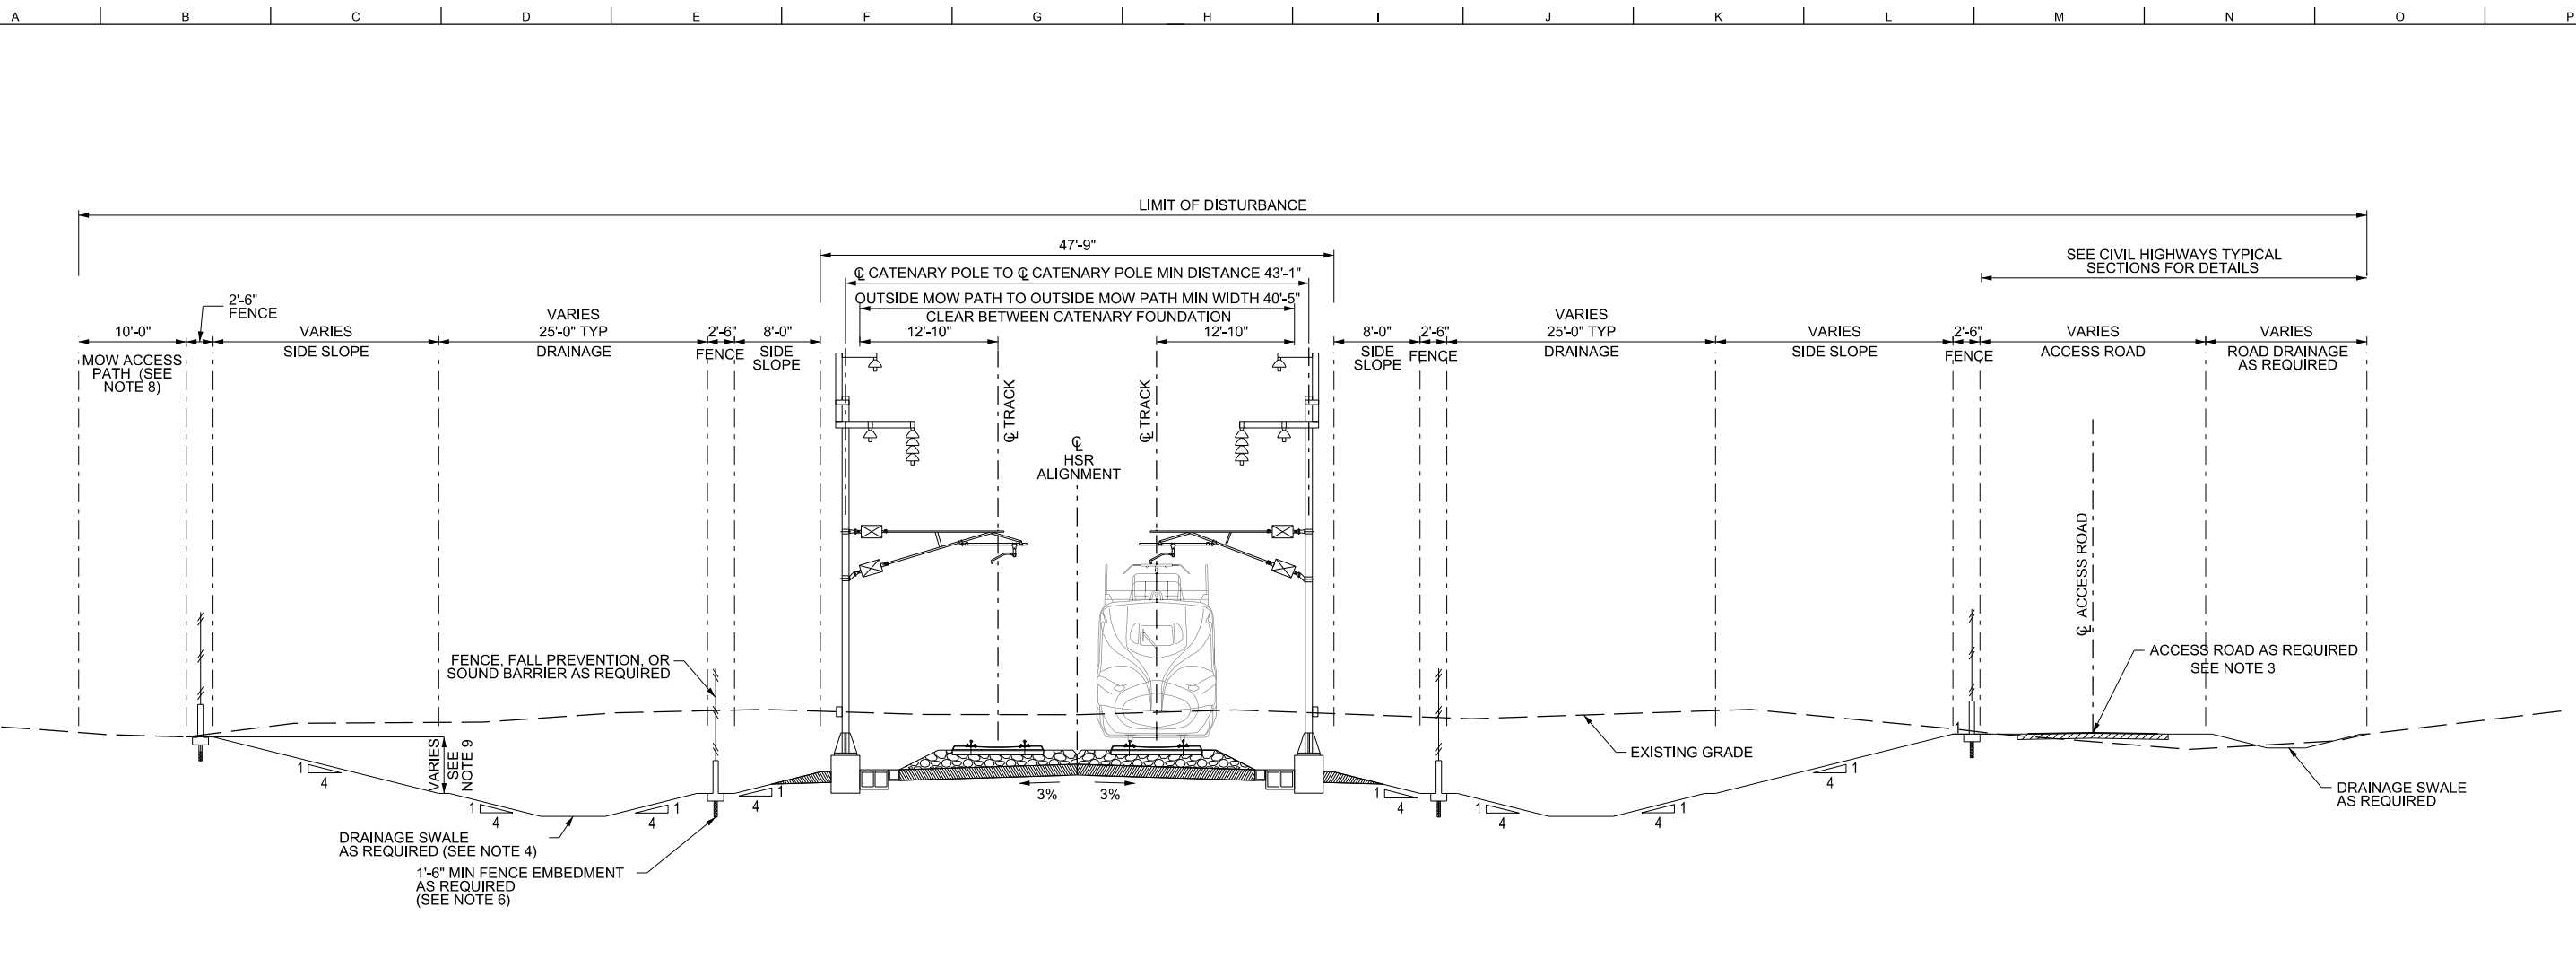 A B C D E F G H I J K L M N O P
LIMIT OF DISTURBANCE
47'-9"
SEE CIVIL HIGHWAYS TYPICAL
SECTIONS FOR DETAILS
℄ CATENARY POLE TO ℄ CATENARY POLE MIN DISTANCE 43'-1"
OUTSIDE MOW PATH TO OUTSIDE MOW PATH MIN WIDTH 40'-5"
CLEAR BETWEEN CATENARY FOUNDATION
12'-10" 12'-10"
10'-0"
MOW ACCESS
PATH (SEE
NOTE 8)
2'-6"
FENCE
VARIES
SIDE SLOPE
VARIES
25'-0" TYP
DRAINAGE
2'-6"
FENCE
8'-0"
SIDE
SLOPE
8'-0"
SIDE
SLOPE
2'-6"
FENCE
VARIES
25'-0" TYP
DRAINAGE
VARIES
SIDE SLOPE
2'-6"
FENCE
VARIES
ACCESS ROAD
VARIES
ROAD DRAINAGE
AS REQUIRED
℄ TRACK
℄
HSR
ALIGNMENT
℄ TRACK
℄ ACCESS ROAD
FENCE, FALL PREVENTION, OR
SOUND BARRIER AS REQUIRED
ACCESS ROAD AS REQUIRED
SEE NOTE 3
EXISTING GRADE
VARIES
SEE
NOTE 9
1
4
1
4
1
4
1
4
3% 3%
1
4
1
4
1
4
1
4
1
DRAINAGE SWALE
AS REQUIRED
DRAINAGE SWALE
AS REQUIRED (SEE NOTE 4)
1'-6" MIN FENCE EMBEDMENT
AS REQUIRED
(SEE NOTE 6)